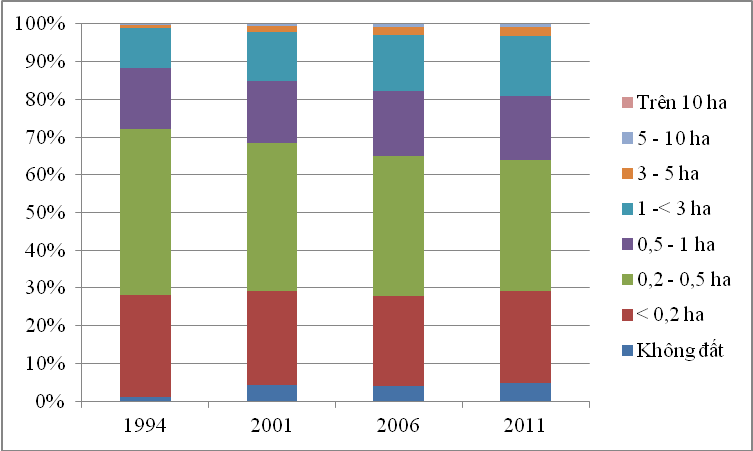 100%
90%
80%
70%
60%
50%
40%
30%
20%
10%
0%
1994
2001
2006
2011
Trên 10 ha
5 - 10 ha
3 - 5 ha
1 -< 3 ha
0,5 - 1 ha
0,2 - 0,5 ha
< 0,2 ha
Không đất